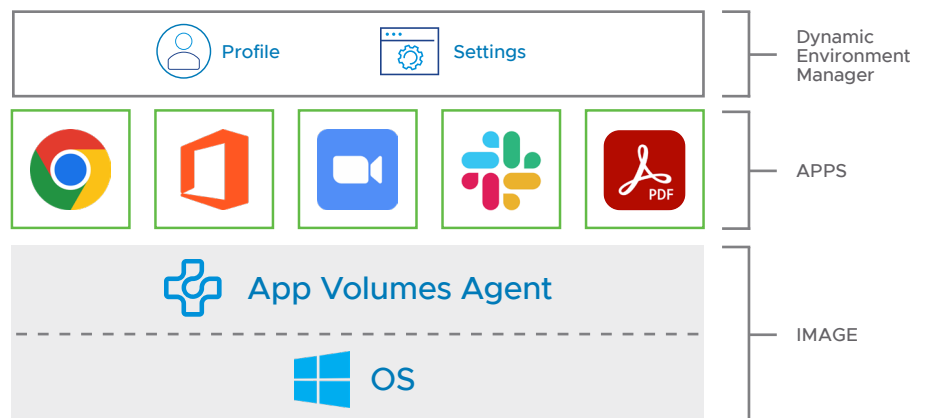 Profile
Settings
Dynamic
Environment
Manager
PDF
APPS
App Volumes Agent
OS
IMAGE